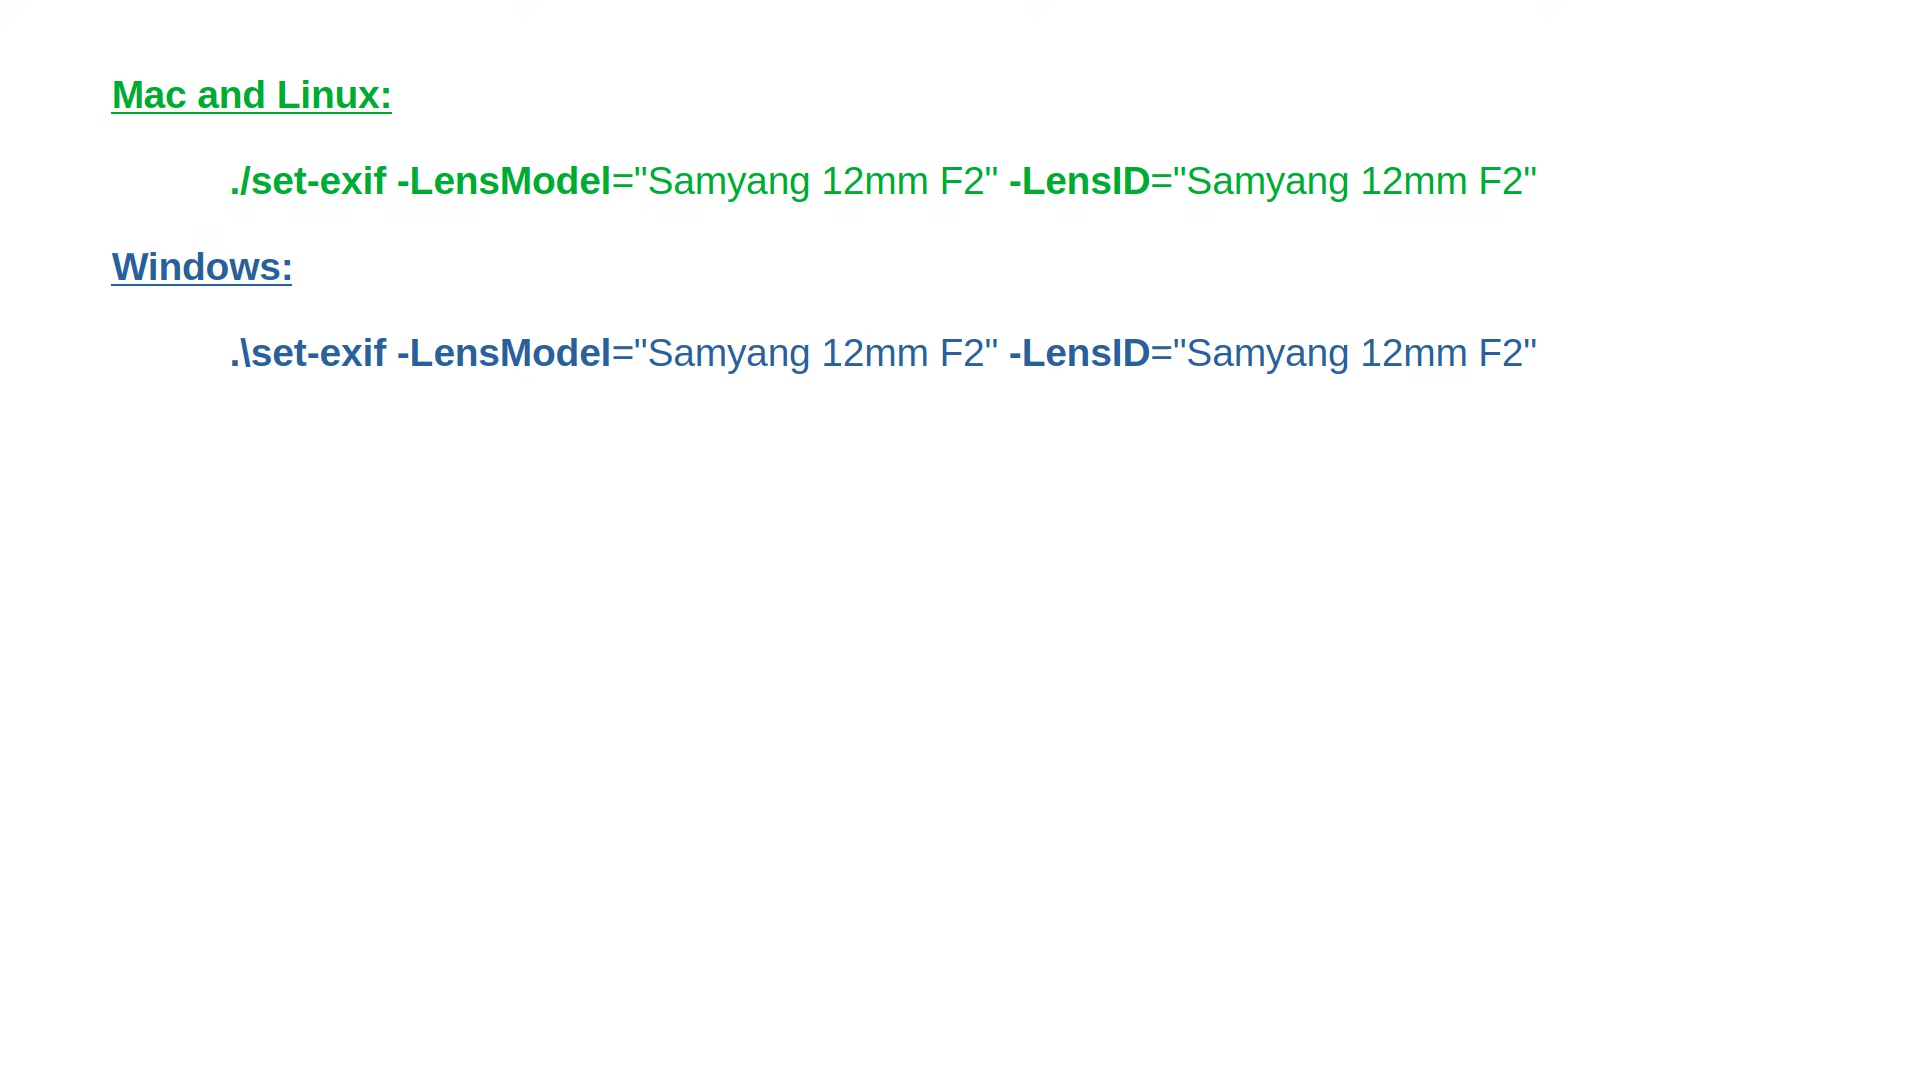 Mac and Linux:
./set-exif -LensModel="Samyang 12mm F2" -LensID="Samyang 12mm F2"
Windows:
.\set-exif -LensModel="Samyang 12mm F2" -LensID="Samyang 12mm F2"